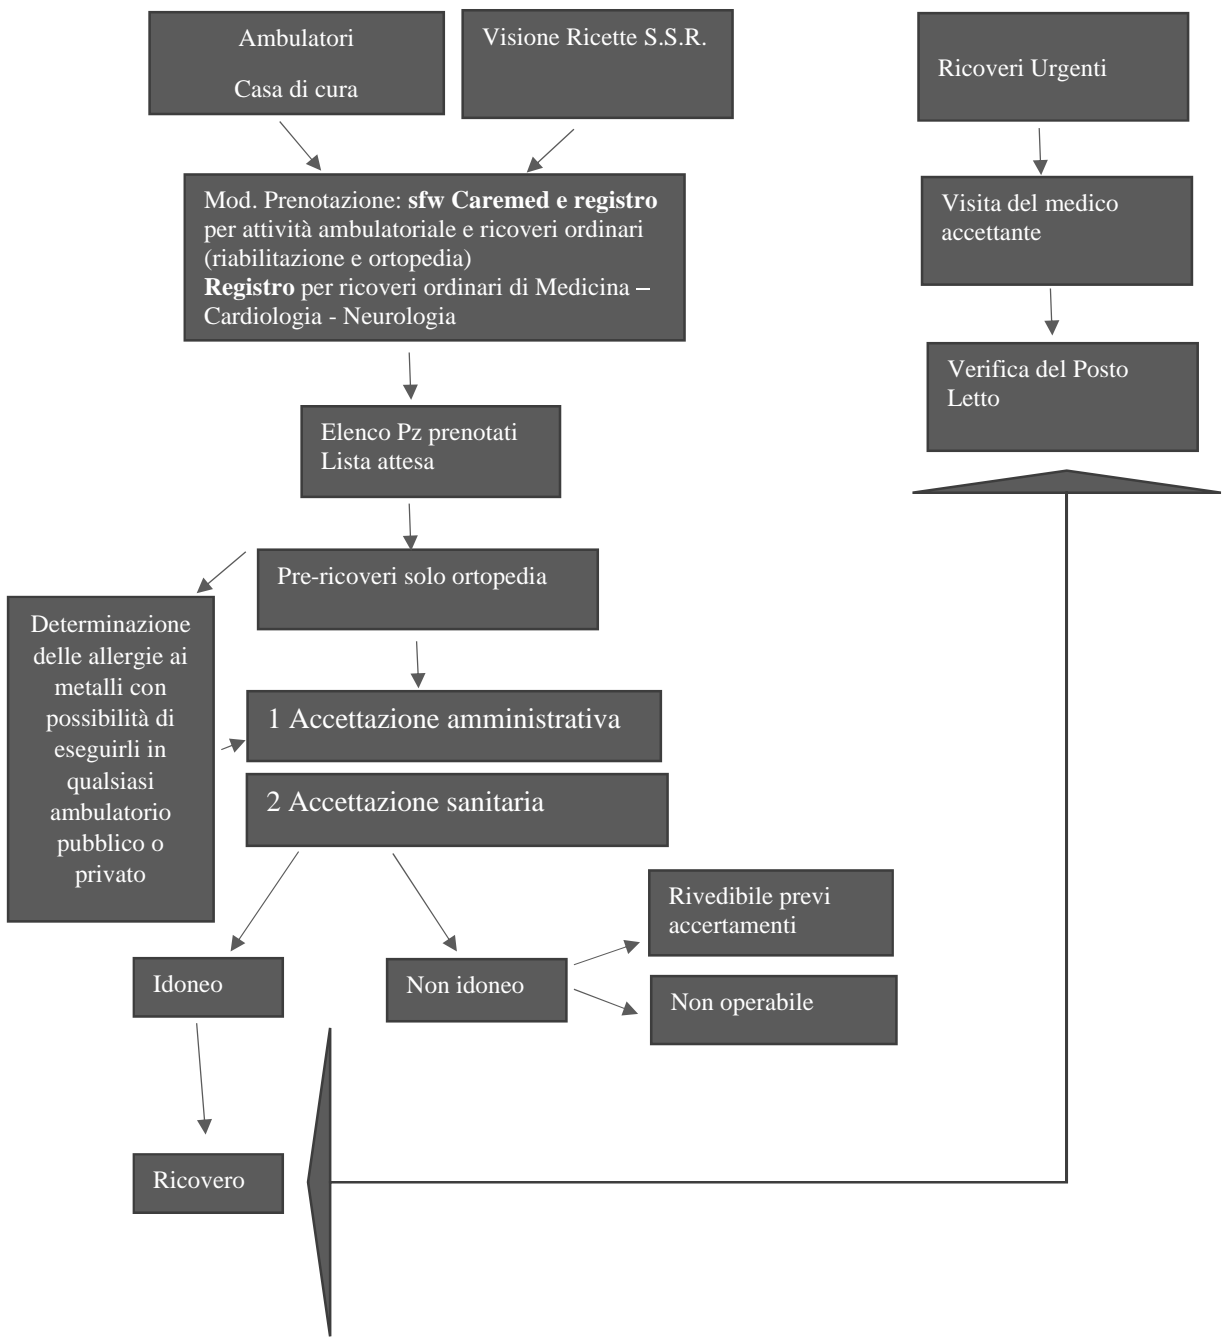 Ambulatori
Casa di cura
Visione Ricette S.S.R.
Ricoveri Urgenti
Mod. Prenotazione: sfw Caremed e registro
per attività ambulatoriale e ricoveri ordinari
(riabilitazione e ortopedia)
Registro per ricoveri ordinari di Medicina –
Cardiologia - Neurologia
Visita del medico
accettante
Verifica del Posto
Letto
Elenco Pz prenotati
Lista attesa
Pre-ricoveri solo ortopedia
Determinazione
delle allergie ai
metalli con
possibilità di
eseguirli in
qualsiasi
ambulatorio
pubblico o
privato
1 Accettazione amministrativa
2 Accettazione sanitaria
Rivedibile previ
accertamenti
Idoneo
Non idoneo
Non operabile
Ricovero